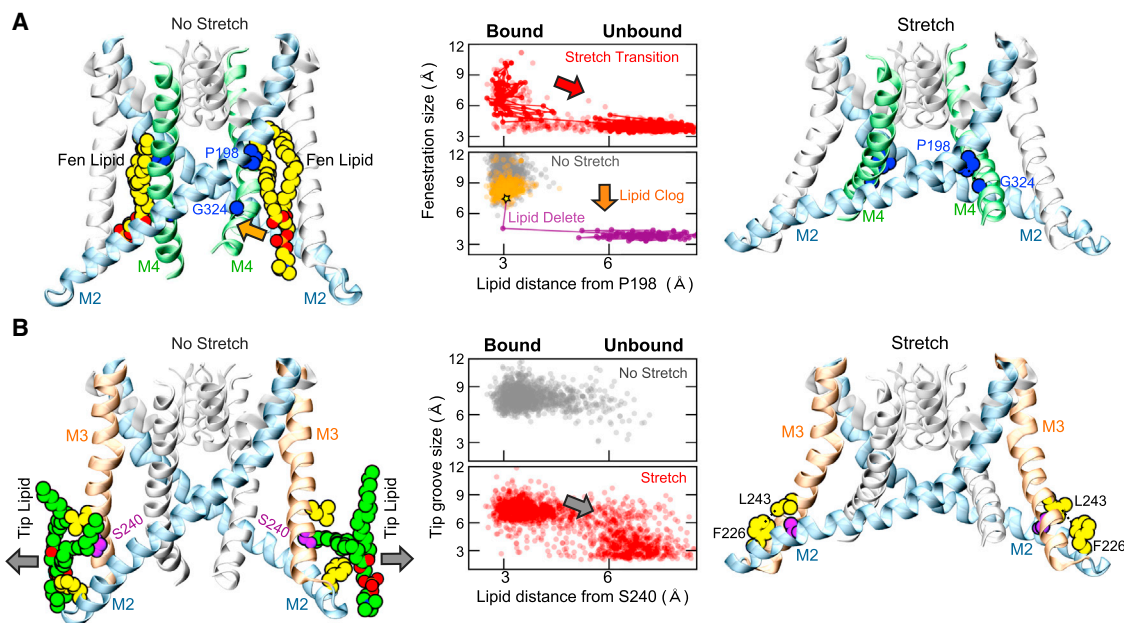 A
No Stretch
Fen Lipid
P198
Fen Lipid
G324
M4
M4
M2
M2
Bound
Unbound
Fenestration size (Å)
12
9
6
3
Stretch Transition
12
9
6
3
No Stretch
Lipid Clog
Lipid Delete
3
6
Lipid distance from P198 (Å)
Stretch
P198
G324
M4
M4
M2
M2
B
No Stretch
M3
M3
Tip Lipid
S240
S240
Tip Lipid
M2
M2
Bound
Unbound
Tip groove size (Å)
12
9
6
3
No Stretch
12
9
6
3
Stretch
3
6
Lipid distance from S240 (Å)
Stretch
M3
M3
L243
L243
F226
F226
M2
M2